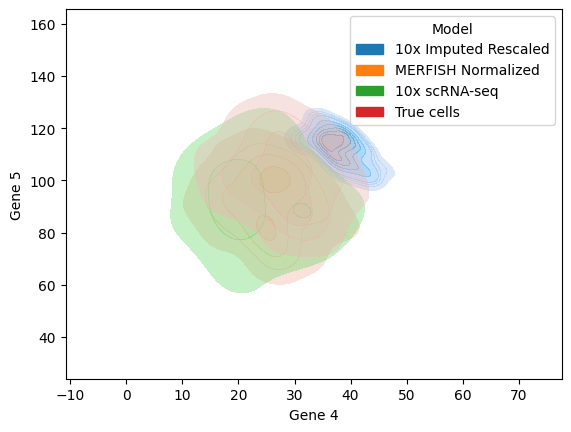 Model
10x Imputed Rescaled
MERFISH Normalized
10x scRNA-seq
True cells
160
140
120
100
80
60
40
Gene 5
−10
0
10
20
30
40
50
60
70
Gene 4